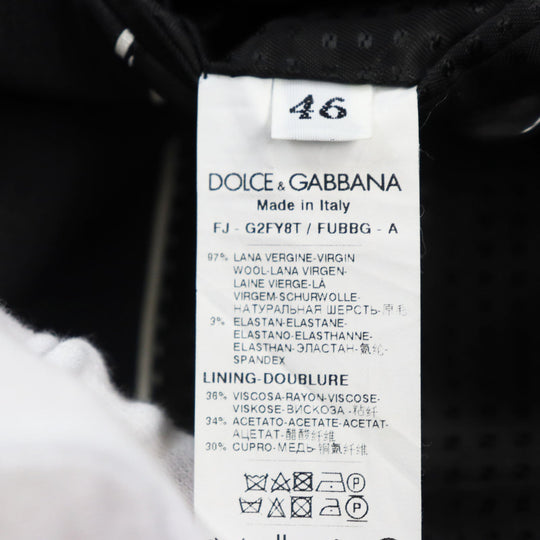 46
DOLCE & GABBANA
Made in Italy
FJ - G2FY8T / FUBBG - A
97% LANA VERGINE-VIRGIN
WOOL-LANA VIRGEN-
LAINE VIERGE-LÀ
VIRGEM-SCHURWOLLE-
НАТУРАЛЬНАЯ ШЕРСТЬ-原毛
3% ELASTAN-ELASTANE-
ELASTANO-ELASTHANNE-
ELASTHAN-ЭЛАСТАН-氨纶-
SPANDEX
LINING-DOUBLURE
36% VISCOSA-RAYON-VISCOSE-
VISKOSE-ВИСКОЗА-粘纤
34% ACETATO-ACETATE-ACETAT-
АЦЕТАТ-醋酸纤维
30% CUPRO-МЕДЬ-铜氨纤维
P
P